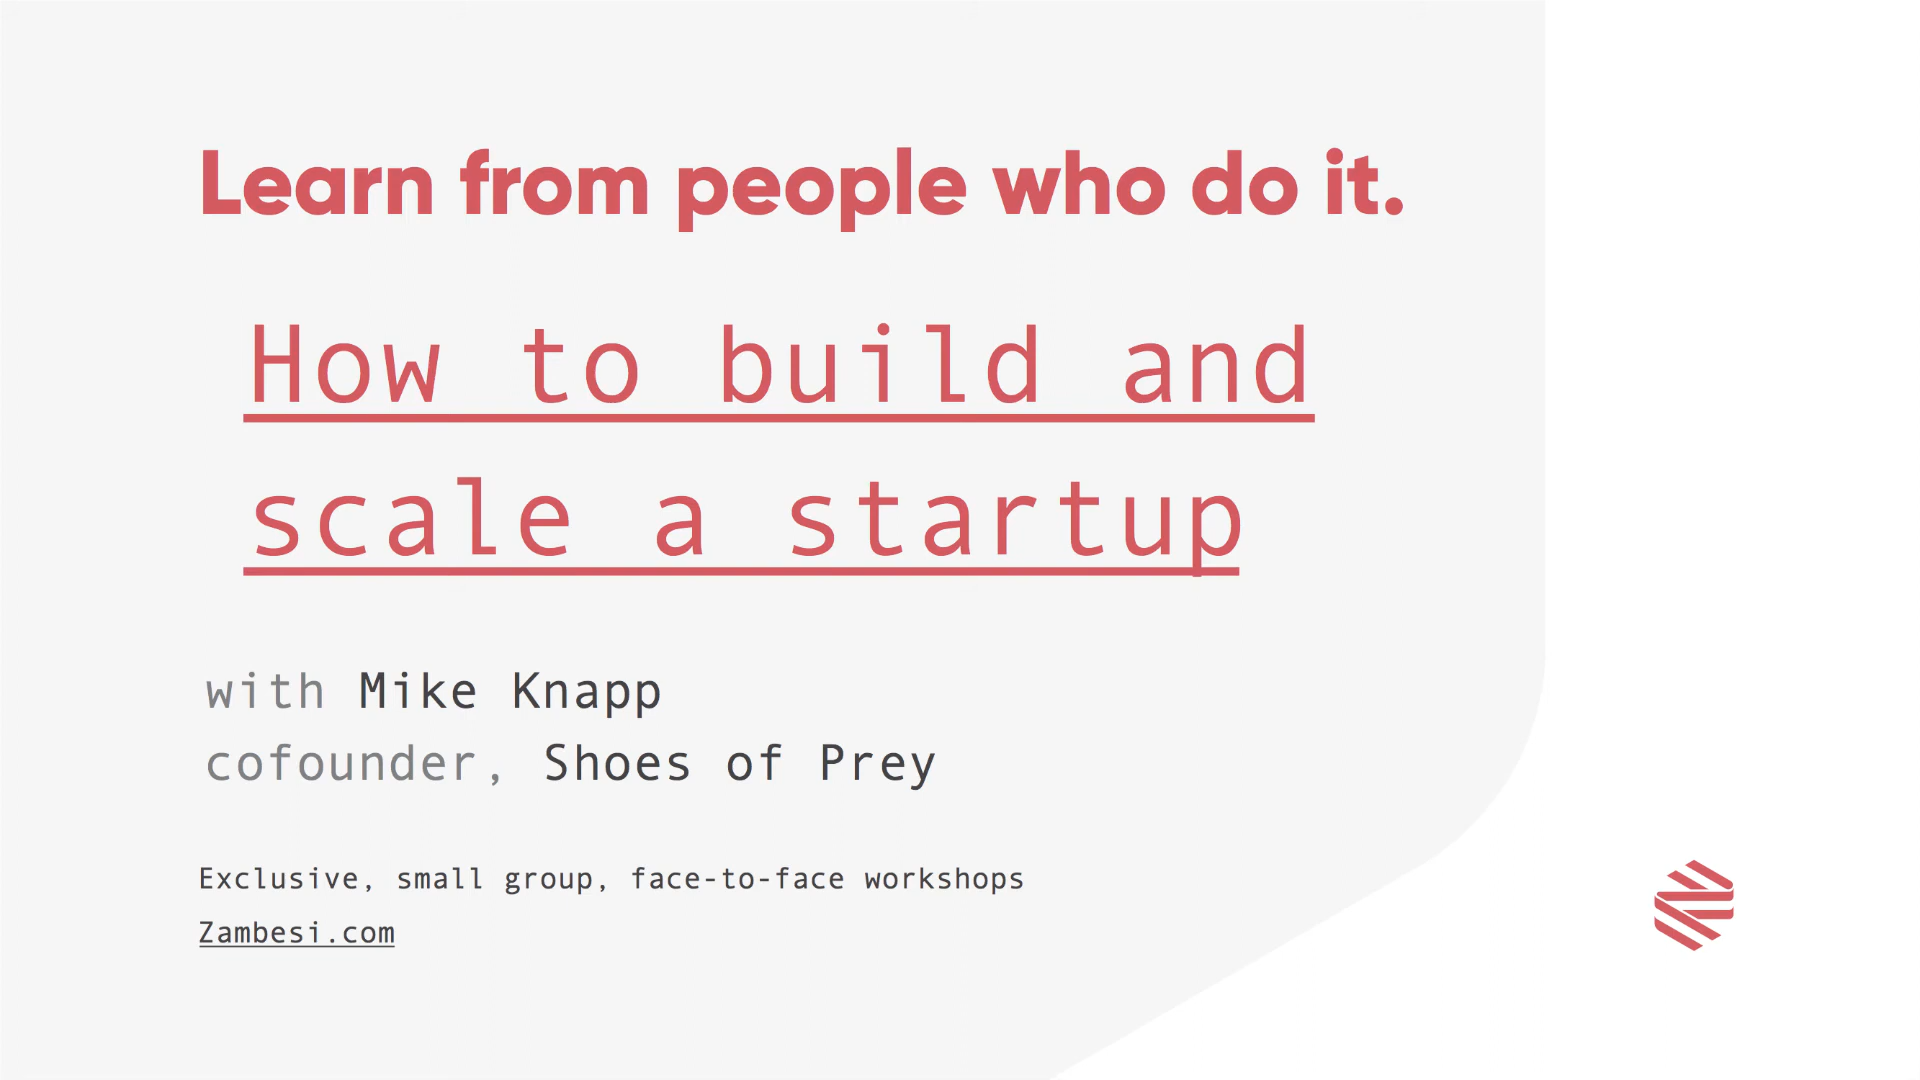 Learn from people who do it.
How to build and
scale a startup
with Mike Knapp
cofounder, Shoes of Prey
Exclusive, small group, face-to-face workshops
Zambesi.com